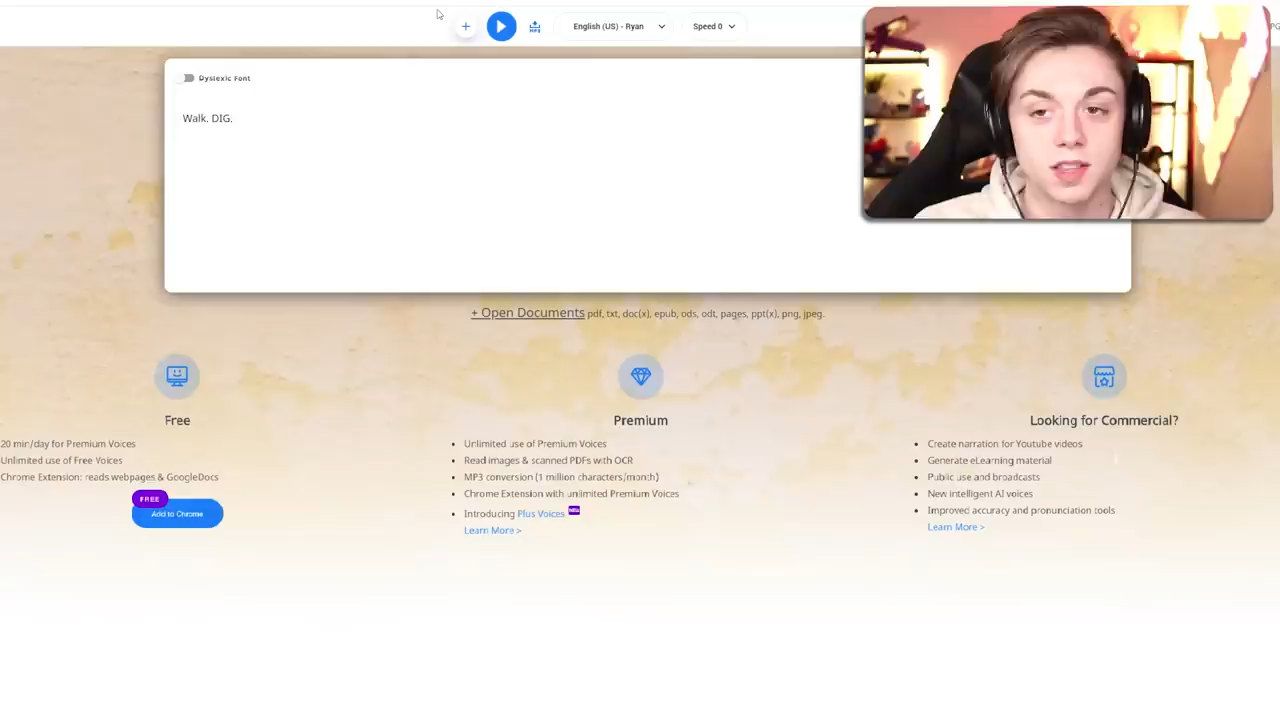 English (US) - Ryan
Speed 0
Dyslexic Font
Walk. DIG.
+ Open Documents pdf, txt, doc(x), epub, ods, odt, pages, ppt(x), png, jpeg.
Free
20 min/day for Premium Voices
Unlimited use of Free Voices
Chrome Extension: reads webpages & GoogleDocs
FREE
Add to Chrome
Premium
Unlimited use of Premium Voices
Read images & scanned PDFs with OCR
MP3 conversion (1 million characters/month)
Chrome Extension with unlimited Premium Voices
Introducing Plus Voices
Learn More >
Looking for Commercial?
Create narration for Youtube videos
Generate eLearning material
Public use and broadcasts
New intelligent AI voices
Improved accuracy and pronunciation tools
Learn More >